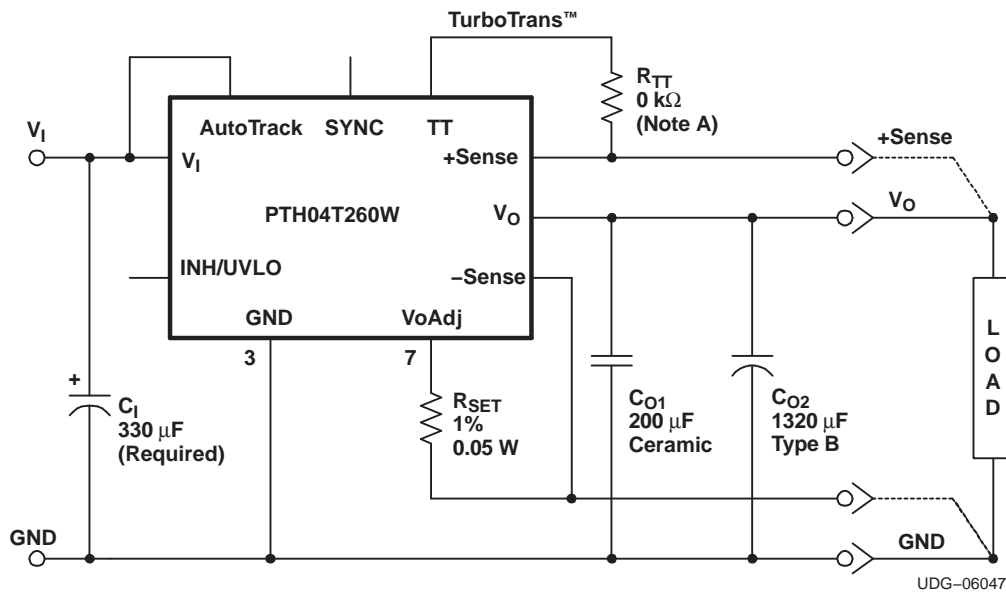 TurboTrans™
R_TT
0 kΩ
(Note A)
AutoTrack SYNC TT
V_I
V_I
+Sense
+Sense
V_O
V_O
PTH04T260W
INH/UVLO
−Sense
GND
VoAdj
3
7
L
O
A
D
+
C_I
330 μF
(Required)
R_SET
1%
0.05 W
C_O1
200 μF
Ceramic
C_O2
1320 μF
Type B
GND
GND
UDG−06047